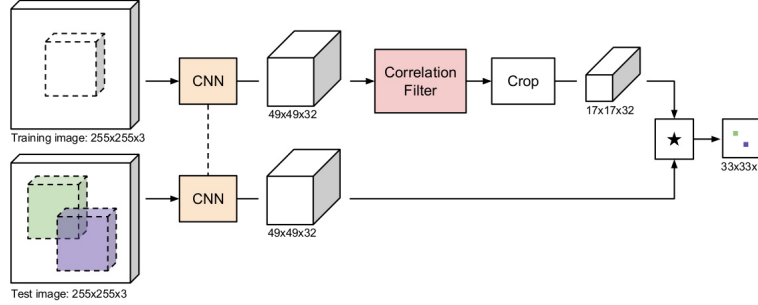 CNN
49x49x32
Correlation
Filter
Crop
17x17x32
Training image: 255x255x3
★
33x33x
CNN
49x49x32
Test image: 255x255x3